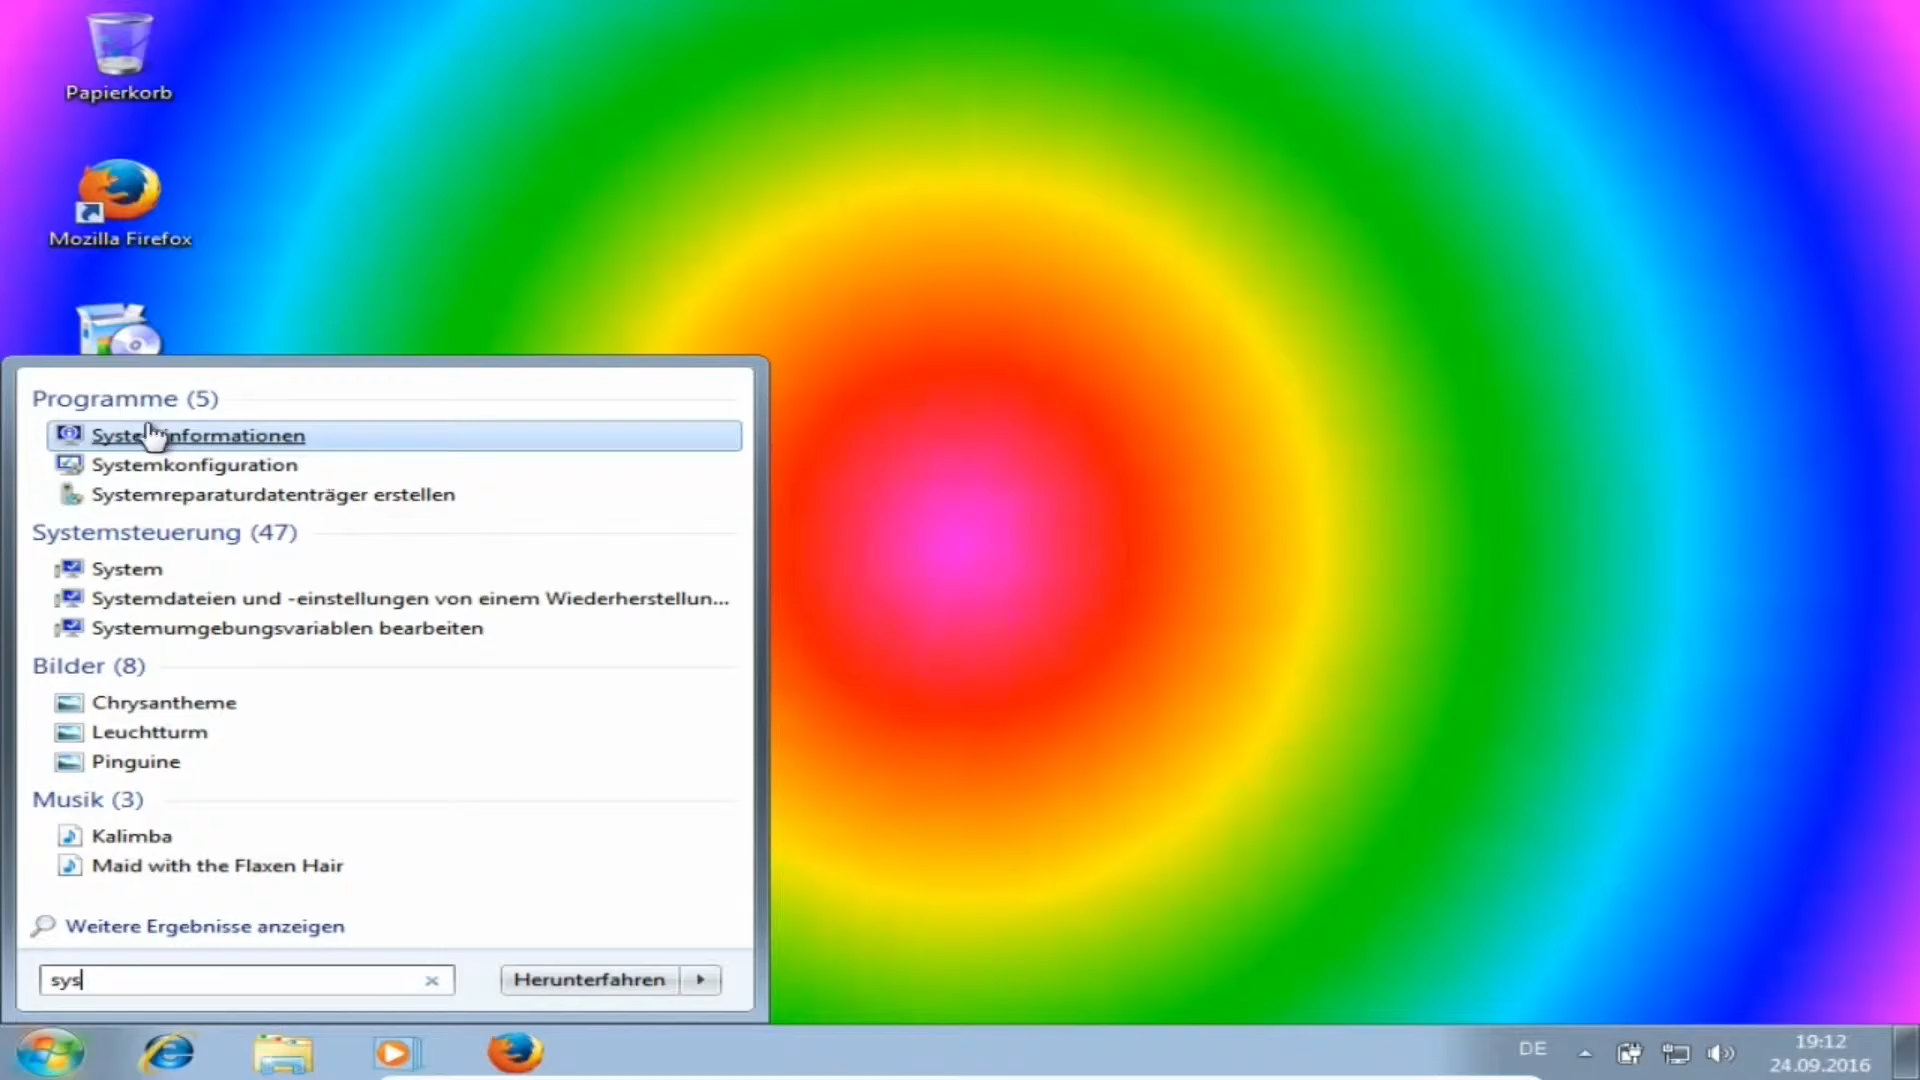 Papierkorb
Mozilla Firefox
Programme (5)
Systeminformationen
Systemkonfiguration
Systemreparaturdatenträger erstellen
Systemsteuerung (47)
System
Systemdateien und -einstellungen von einem Wiederherstellun...
Systemumgebungsvariablen bearbeiten
Bilder (8)
Chrysantheme
Leuchtturm
Pinguine
Musik (3)
Kalimba
Maid with the Flaxen Hair
Weitere Ergebnisse anzeigen
sys
Herunterfahren
DE
19:12
24.09.2016